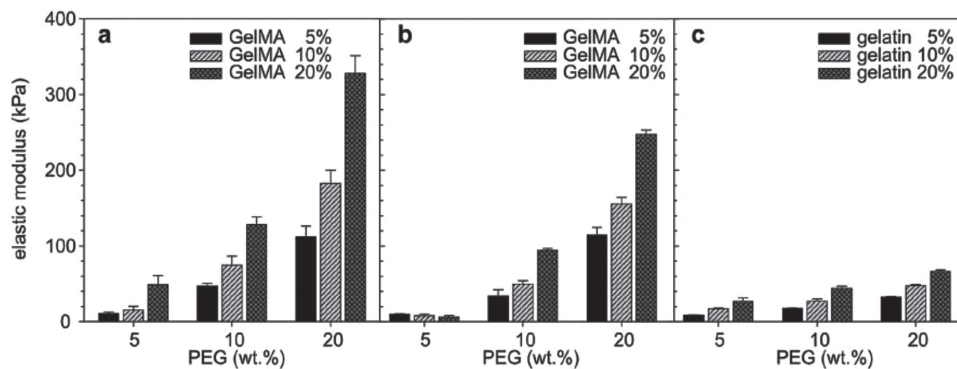 a
GelMA 5%
GelMA 10%
GelMA 20%
b
GelMA 5%
GelMA 10%
GelMA 20%
c
gelatin 5%
gelatin 10%
gelatin 20%
elastic modulus (kPa)
400
300
200
100
0
5 10 20
PEG (wt.%)
5 10 20
PEG (wt.%)
5 10 20
PEG (wt.%)